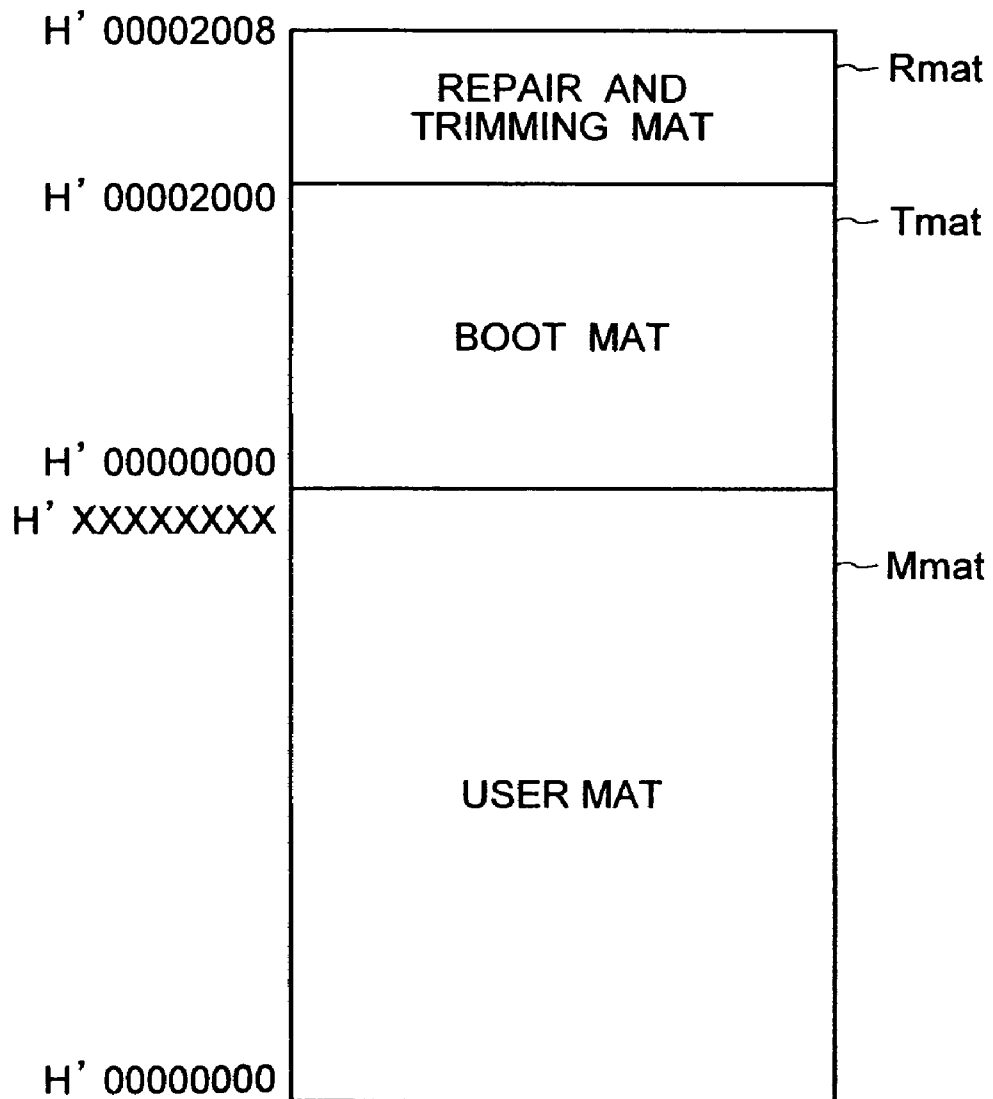 H' 00002008
Rmat
REPAIR AND
TRIMMING MAT
H' 00002000
Tmat
BOOT MAT
H' 00000000
H' XXXXXXXX
Mmat
USER MAT
H' 00000000